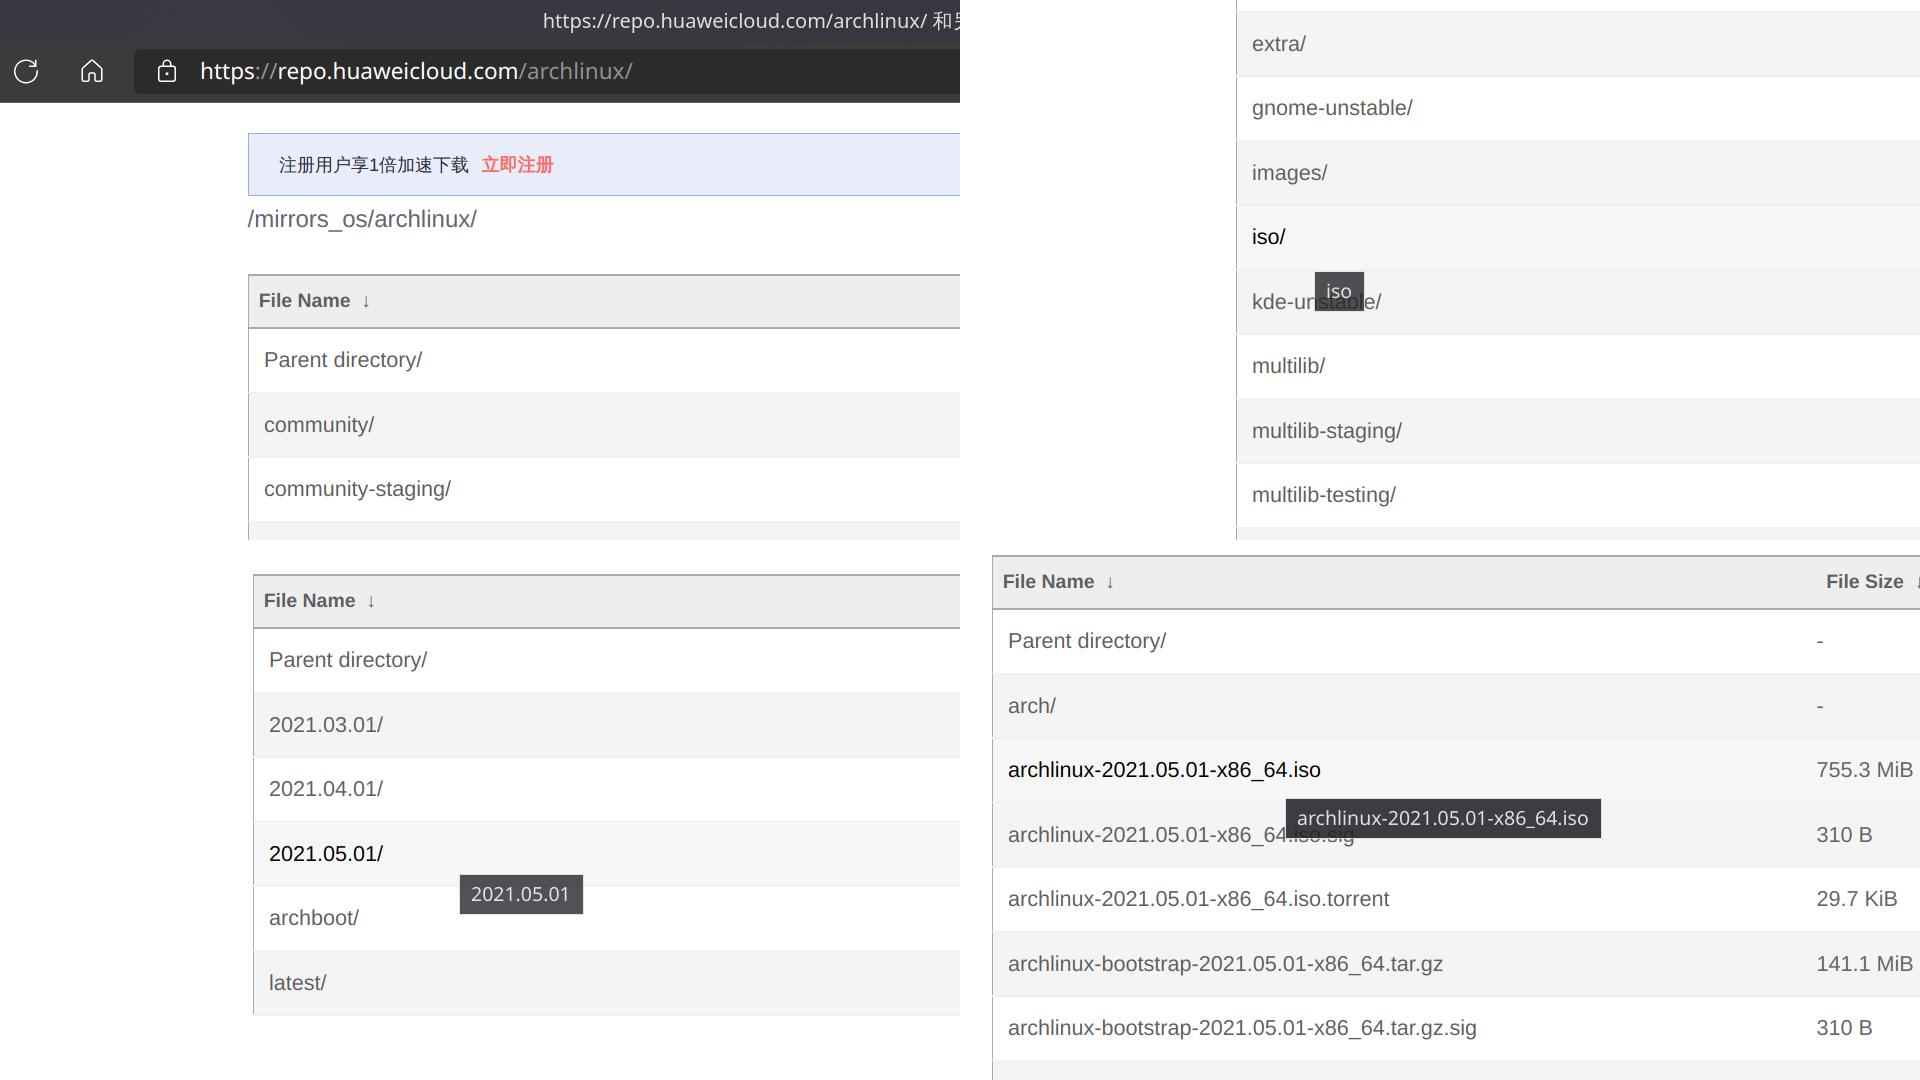 https://repo.huaweicloud.com/archlinux/ 和
https://repo.huaweicloud.com/archlinux/
注册用户享1倍加速下载 立即注册
/mirrors_os/archlinux/
File Name ↓
Parent directory/
community/
community-staging/
extra/
gnome-unstable/
images/
iso/
iso
kde-unstable/
multilib/
multilib-staging/
multilib-testing/
File Name ↓
Parent directory/
2021.03.01/
2021.04.01/
2021.05.01/
2021.05.01
archboot/
latest/
File Name ↓ File Size ↓
Parent directory/ -
arch/ -
archlinux-2021.05.01-x86_64.iso 755.3 MiB
archlinux-2021.05.01-x86_64.iso
archlinux-2021.05.01-x86_64.iso.sig 310 B
archlinux-2021.05.01-x86_64.iso.torrent 29.7 KiB
archlinux-bootstrap-2021.05.01-x86_64.tar.gz 141.1 MiB
archlinux-bootstrap-2021.05.01-x86_64.tar.gz.sig 310 B